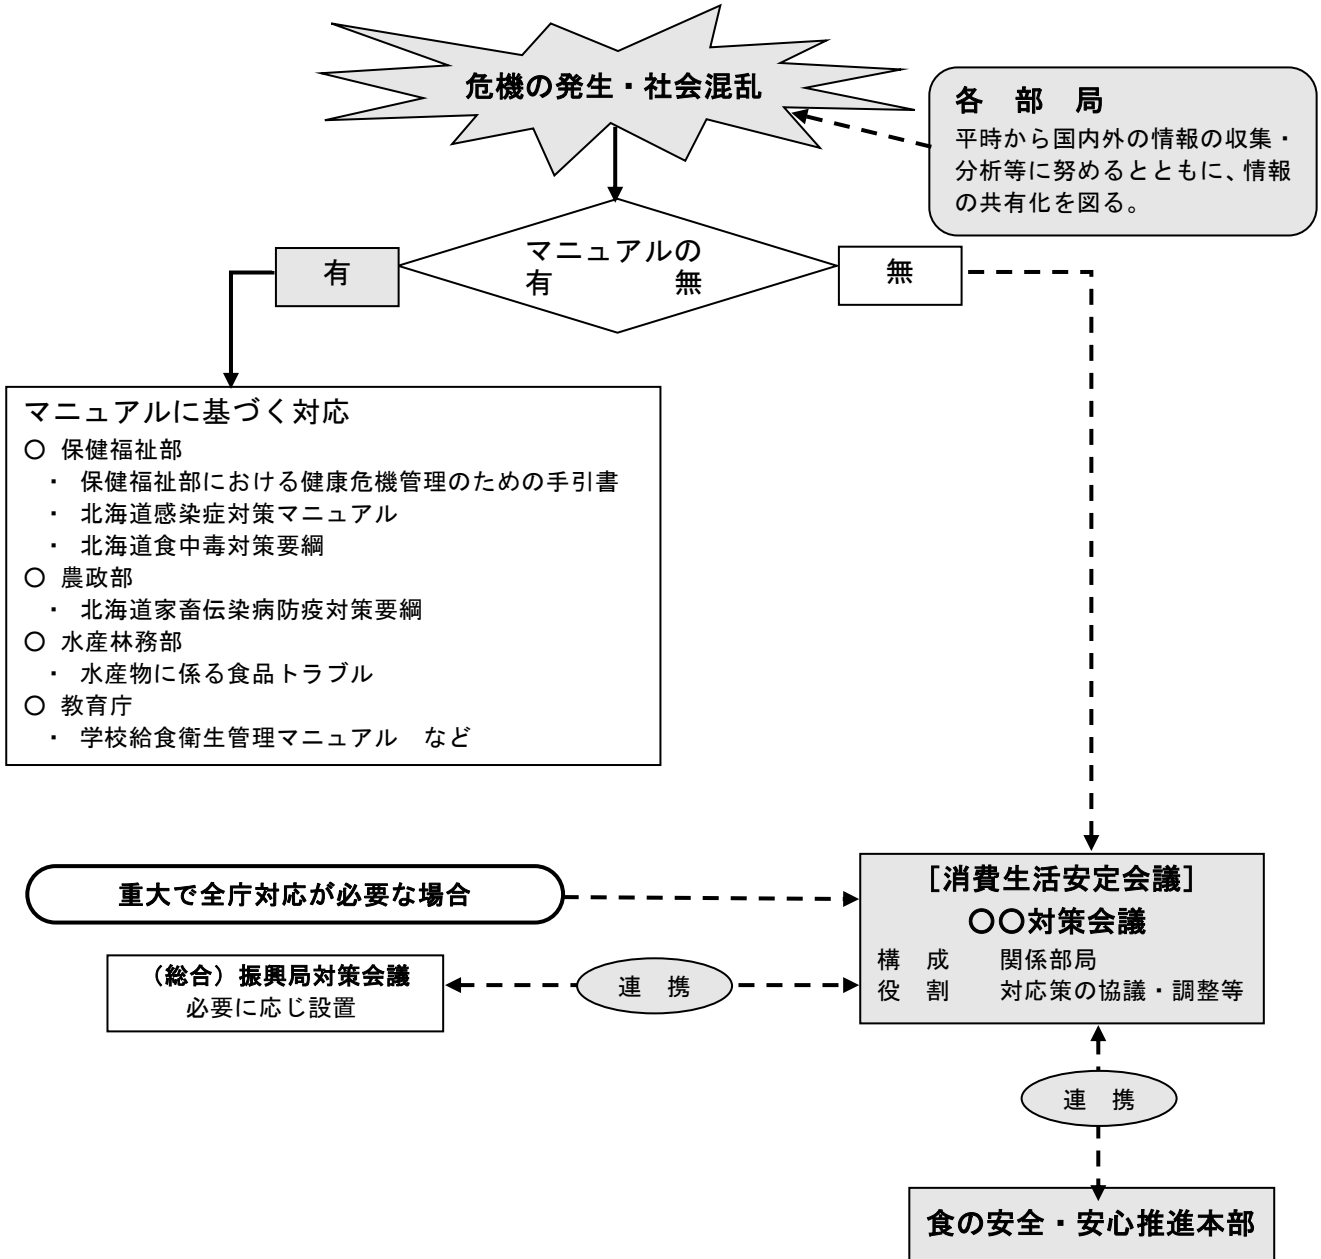 危機の発生・社会混乱
各　部　局
平時から国内外の情報の収集・
分析等に努めるとともに、情報
の共有化を図る。
マニュアルの
有　　　　無
有
無
マニュアルに基づく対応
○ 保健福祉部
・ 保健福祉部における健康危機管理のための手引書
・ 北海道感染症対策マニュアル
・ 北海道食中毒対策要綱
○ 農政部
・ 北海道家畜伝染病防疫対策要綱
○ 水産林務部
・ 水産物に係る食品トラブル
○ 教育庁
・ 学校給食衛生管理マニュアル　など
重大で全庁対応が必要な場合
［消費生活安定会議］
○○対策会議
構　成　　関係部局
役　割　　対応策の協議・調整等
（総合）振興局対策会議
必要に応じ設置
連　携
連　携
食の安全・安心推進本部